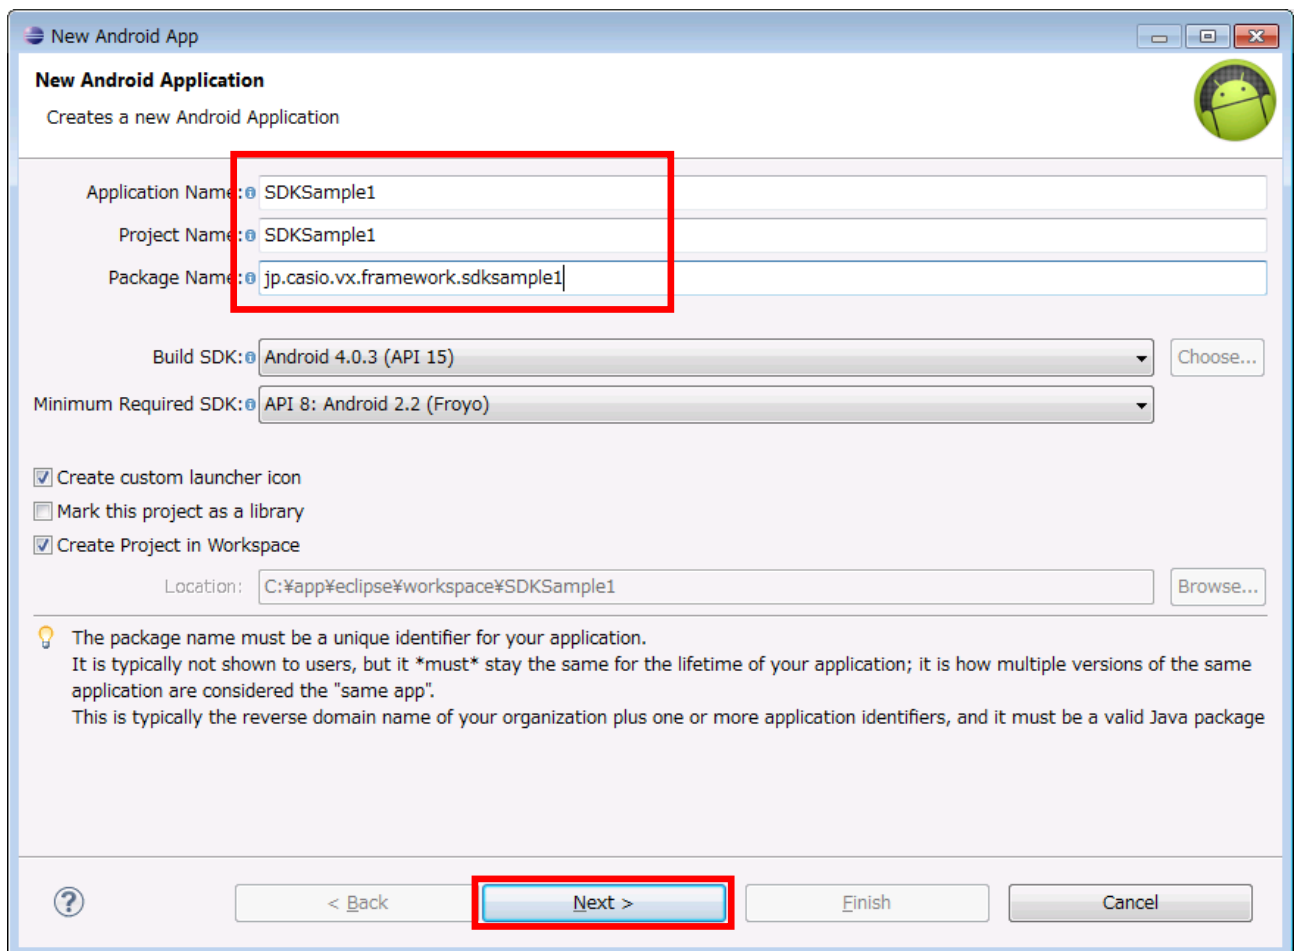 New Android App
New Android Application
Creates a new Android Application
Application Name: SDKSample1
Project Name: SDKSample1
Package Name: jp.casio.vx.framework.sdksample1
Build SDK: Android 4.0.3 (API 15)
Choose...
Minimum Required SDK: API 8: Android 2.2 (Froyo)
Create custom launcher icon
Mark this project as a library
Create Project in Workspace
Location: C:¥app¥eclipse¥workspace¥SDKSample1
Browse...
The package name must be a unique identifier for your application.
It is typically not shown to users, but it *must* stay the same for the lifetime of your application; it is how multiple versions of the same
application are considered the "same app".
This is typically the reverse domain name of your organization plus one or more application identifiers, and it must be a valid Java package
?
< Back
Next >
Finish
Cancel